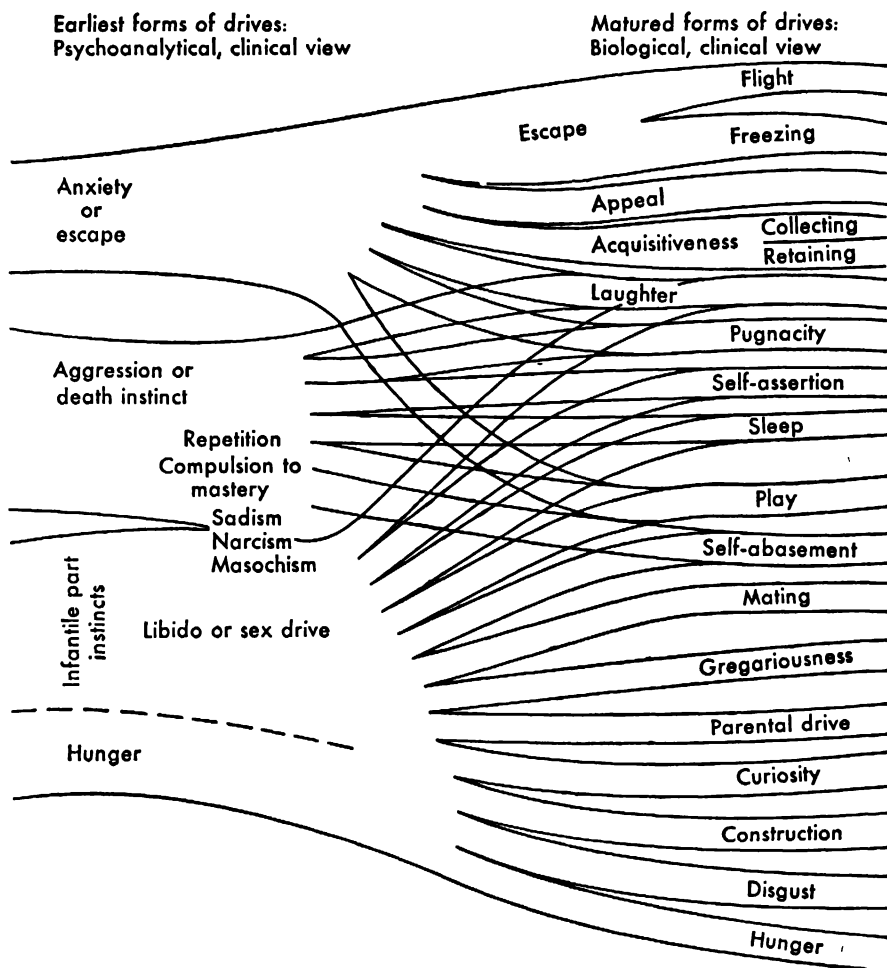 Earliest forms of drives:
Psychoanalytical, clinical view
Matured forms of drives:
Biological, clinical view
Anxiety
or
escape
Aggression or
death instinct
Repetition
Compulsion to
mastery
Sadism
Narcism
Masochism
Infantile part
instincts
Libido or sex drive
Hunger
Escape
Flight
Freezing
Appeal
Acquisitiveness
Collecting
Retaining
Laughter
Pugnacity
Self-assertion
Sleep
Play
Self-abasement
Mating
Gregariousness
Parental drive
Curiosity
Construction
Disgust
Hunger